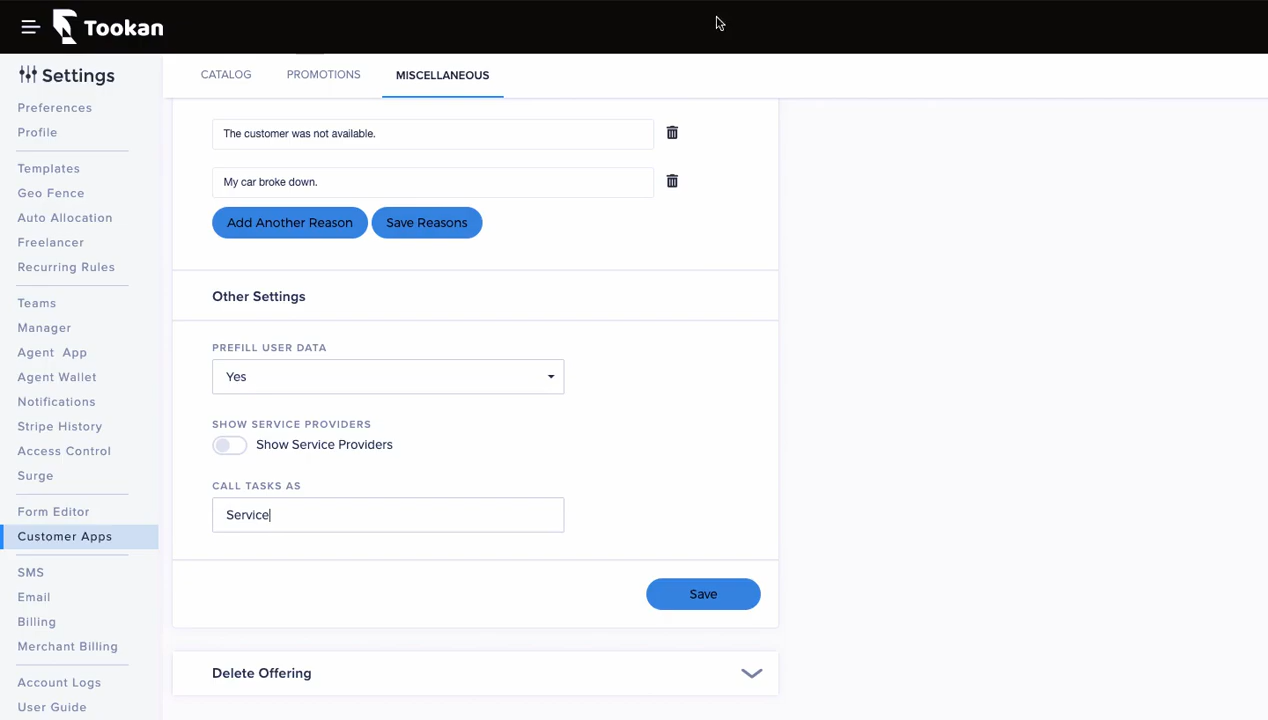 Tookan
Settings
Preferences
Profile
Templates
Geo Fence
Auto Allocation
Freelancer
Recurring Rules
Teams
Manager
Agent App
Agent Wallet
Notifications
Stripe History
Access Control
Surge
Form Editor
Customer Apps
SMS
Email
Billing
Merchant Billing
Account Logs
User Guide
CATALOG PROMOTIONS MISCELLANEOUS
The customer was not available.
My car broke down.
Add Another Reason Save Reasons
Other Settings
PREFILL USER DATA
Yes
SHOW SERVICE PROVIDERS
Show Service Providers
CALL TASKS AS
Service
Save
Delete Offering